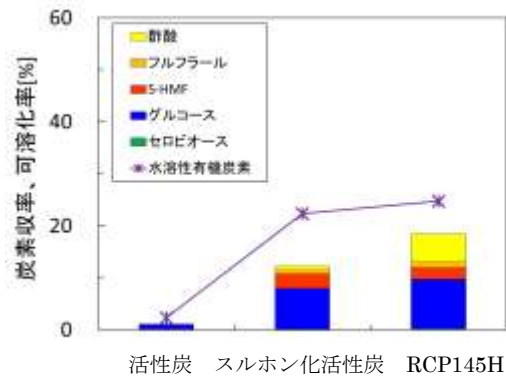 炭素収率、可溶化率[%]
60
40
20
0
酢酸
フルフラール
5-HMF
グルコース
セロビオース
水溶性有機炭素
活性炭 スルホン化活性炭 RCP145H